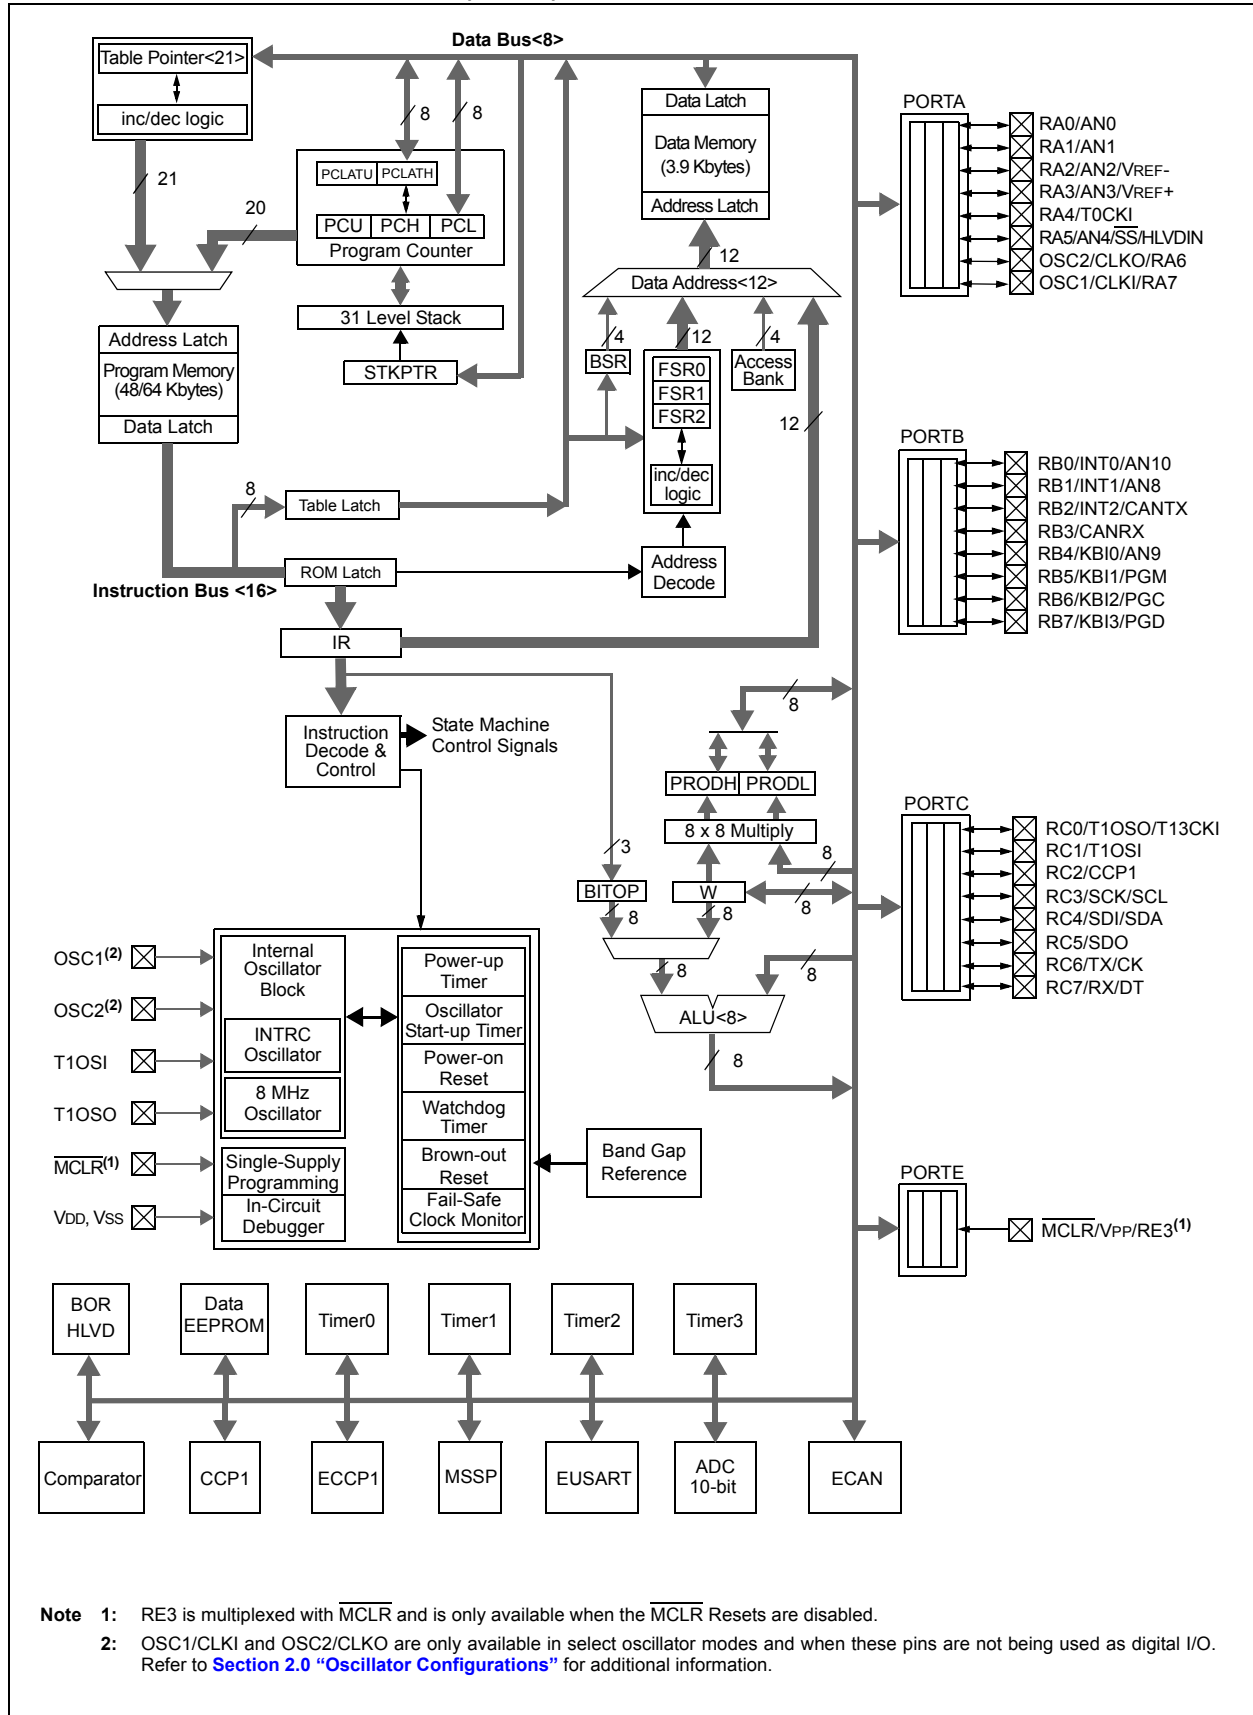 Data Bus<8>
Table Pointer<21>
inc/dec logic
21
20
8
8
PCLATU
PCLATH
PCU
PCH
PCL
Program Counter
31 Level Stack
STKPTR
Data Latch
Data Memory
(3.9 Kbytes)
Address Latch
12
Data Address<12>
4
12
4
BSR
FSR0
FSR1
FSR2
inc/dec
logic
Access
Bank
12
Address Latch
Program Memory
(48/64 Kbytes)
Data Latch
8
Table Latch
ROM Latch
Instruction Bus <16>
Address
Decode
IR
Instruction
Decode &
Control
State Machine
Control Signals
8
PRODH
PRODL
8 x 8 Multiply
3
8
BITOP
W
8
8
8
8
8
ALU<8>
8
PORTA
RA0/AN0
RA1/AN1
RA2/AN2/VREF-
RA3/AN3/VREF+
RA4/T0CKI
RA5/AN4/SS/HLVDIN
OSC2/CLKO/RA6
OSC1/CLKI/RA7
PORTB
RB0/INT0/AN10
RB1/INT1/AN8
RB2/INT2/CANTX
RB3/CANRX
RB4/KBI0/AN9
RB5/KBI1/PGM
RB6/KBI2/PGC
RB7/KBI3/PGD
PORTC
RC0/T1OSO/T13CKI
RC1/T1OSI
RC2/CCP1
RC3/SCK/SCL
RC4/SDI/SDA
RC5/SDO
RC6/TX/CK
RC7/RX/DT
PORTE
MCLR/VPP/RE3(1)
OSC1(2)
OSC2(2)
T1OSI
T1OSO
MCLR(1)
VDD, VSS
Internal
Oscillator
Block
INTRC
Oscillator
8 MHz
Oscillator
Single-Supply
Programming
In-Circuit
Debugger
Power-up
Timer
Oscillator
Start-up Timer
Power-on
Reset
Watchdog
Timer
Brown-out
Reset
Fail-Safe
Clock Monitor
Band Gap
Reference
BOR
HLVD
Data
EEPROM
Timer0
Timer1
Timer2
Timer3
Comparator
CCP1
ECCP1
MSSP
EUSART
ADC
10-bit
ECAN
Note 1: RE3 is multiplexed with MCLR and is only available when the MCLR Resets are disabled.
2: OSC1/CLKI and OSC2/CLKO are only available in select oscillator modes and when these pins are not being used as digital I/O.
Refer to Section 2.0 “Oscillator Configurations” for additional information.